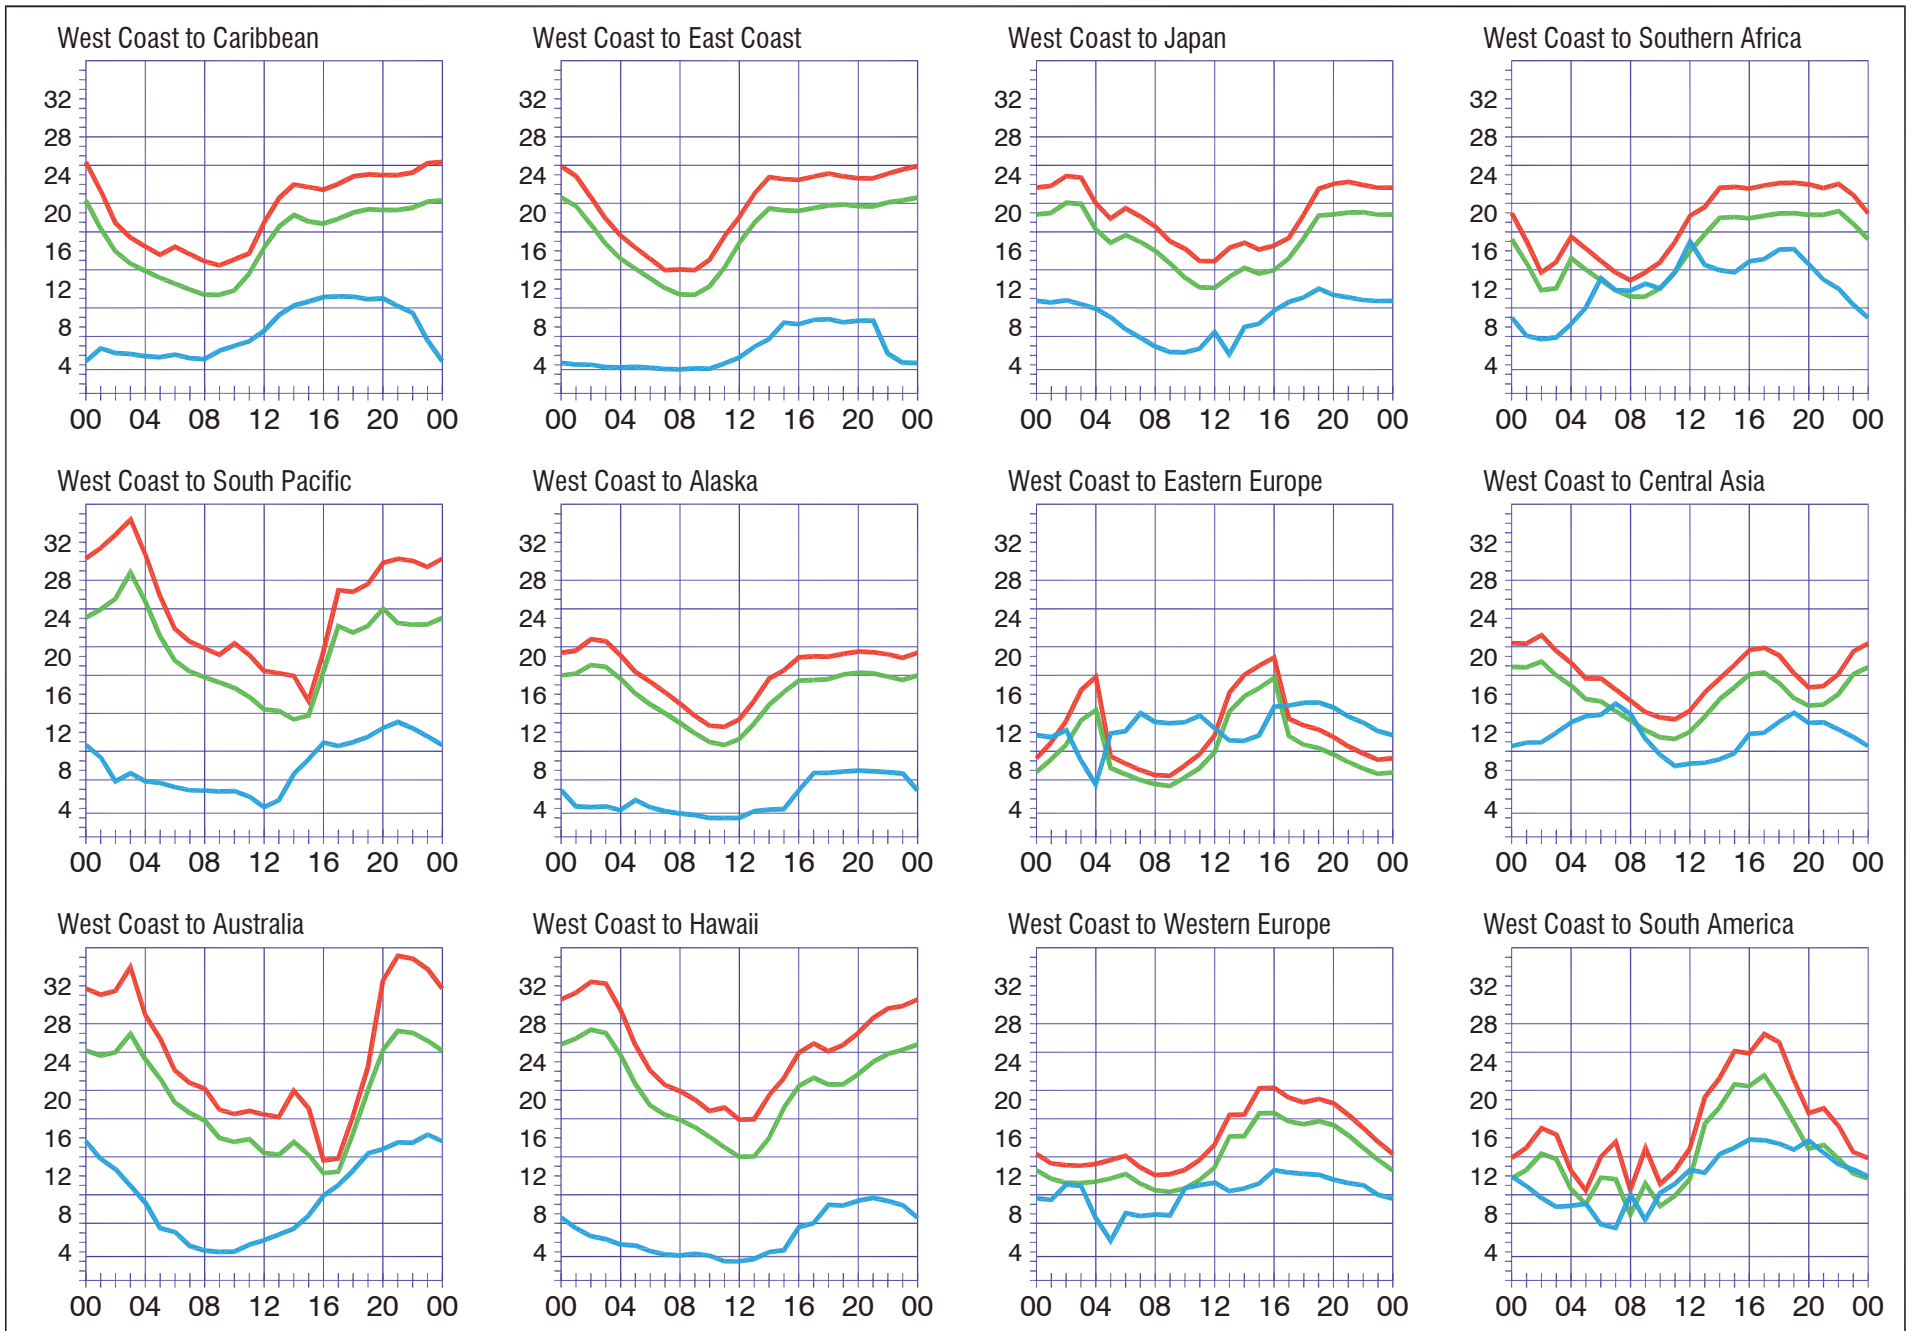 West Coast to Caribbean
West Coast to East Coast
West Coast to Japan
West Coast to Southern Africa
32 28 24 20 16 12 8 4
32 28 24 20 16 12 8 4
32 28 24 20 16 12 8 4
32 28 24 20 16 12 8 4
00 04 08 12 16 20 00
00 04 08 12 16 20 00
00 04 08 12 16 20 00
00 04 08 12 16 20 00
West Coast to South Pacific
West Coast to Alaska
West Coast to Eastern Europe
West Coast to Central Asia
32 28 24 20 16 12 8 4
32 28 24 20 16 12 8 4
32 28 24 20 16 12 8 4
32 28 24 20 16 12 8 4
00 04 08 12 16 20 00
00 04 08 12 16 20 00
00 04 08 12 16 20 00
00 04 08 12 16 20 00
West Coast to Australia
West Coast to Hawaii
West Coast to Western Europe
West Coast to South America
32 28 24 20 16 12 8 4
32 28 24 20 16 12 8 4
32 28 24 20 16 12 8 4
32 28 24 20 16 12 8 4
00 04 08 12 16 20 00
00 04 08 12 16 20 00
00 04 08 12 16 20 00
00 04 08 12 16 20 00